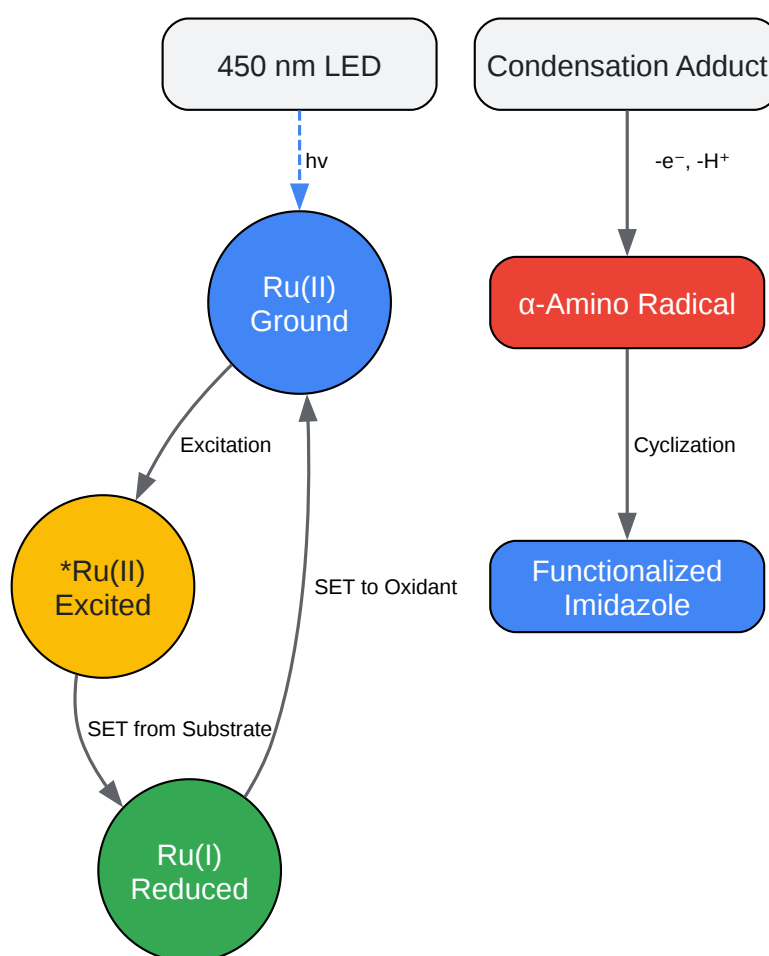 450 nm LED
Condensation Adduct
hv
-e⁻, -H⁺
Ru(II)
Ground
α-Amino Radical
Excitation
Cyclization
*Ru(II)
Excited
SET to Oxidant
Functionalized
Imidazole
SET from Substrate
Ru(I)
Reduced